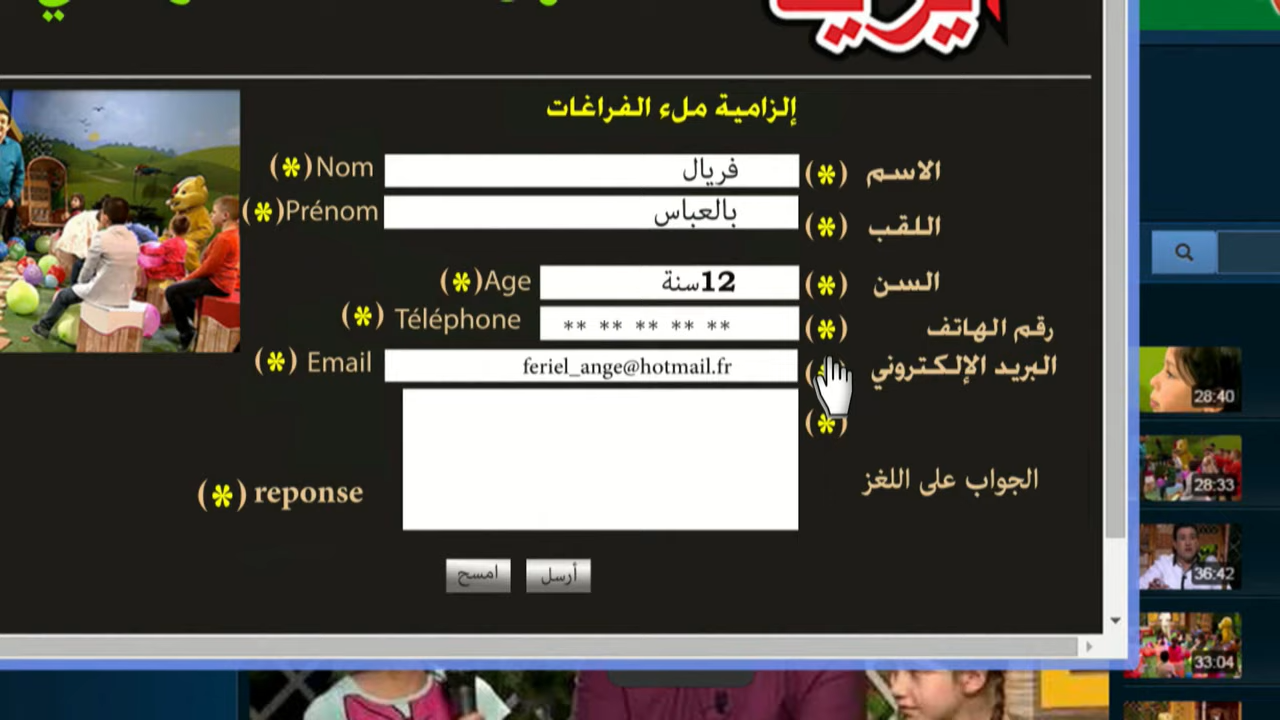 إلزامية ملء الفراغات
الاسم (*) فريال Nom (*)
اللقب (*) بالعباس Prénom (*)
السن (*) 12سنة Age (*)
رقم الهاتف (*) ** ** ** ** ** Téléphone (*)
البريد الإلكتروني feriel_ange@hotmail.fr Email (*)
(*)
الجواب على اللغز reponse (*)
أرسل امسح
28:40
28:33
36:42
33:04